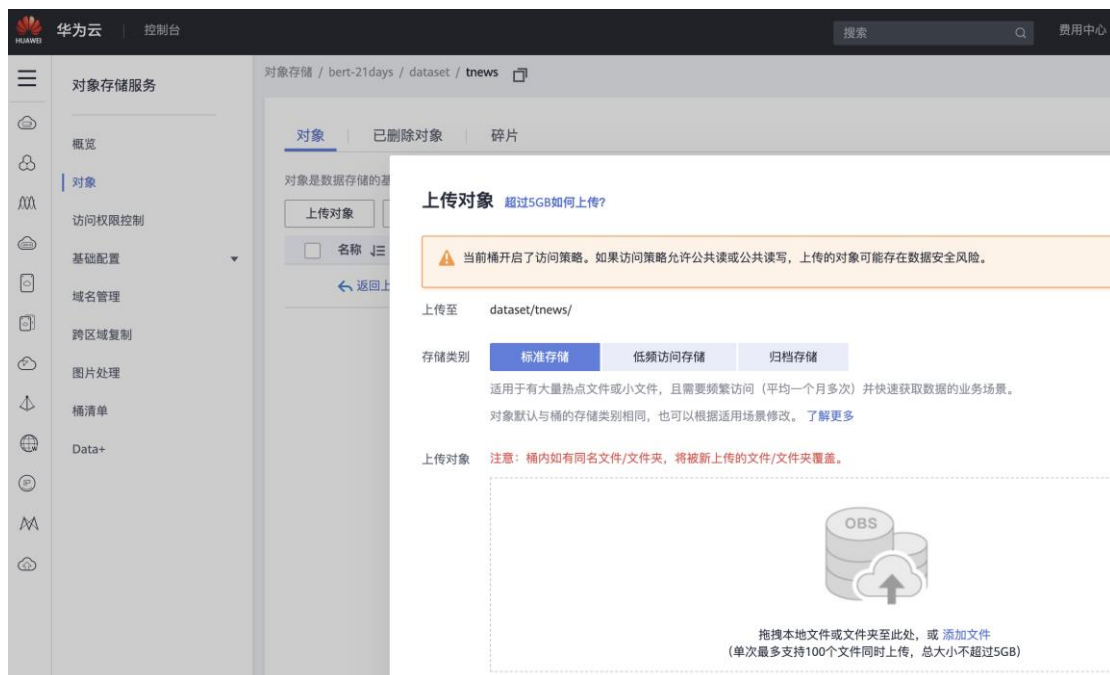 HUAWEI 华为云 控制台 搜索 费用中心
对象存储服务
概览
对象
访问权限控制
基础配置
域名管理
跨区域复制
图片处理
桶清单
Data+
对象存储 / bert-21days / dataset / tnews
对象 已删除对象 碎片
对象是数据存储的基
上传对象
名称
返回上
上传对象 超过5GB如何上传?
当前桶开启了访问策略。如果访问策略允许公共读或公共读写，上传的对象可能存在数据安全风险。
上传至 dataset/tnews/
存储类别 标准存储 低频访问存储 归档存储
适用于有大量热点文件或小文件，且需要频繁访问（平均一个月多次）并快速获取数据的业务场景。
对象默认与桶的存储类别相同，也可以根据适用场景修改。 了解更多
上传对象 注意：桶内如有同名文件/文件夹，将被新上传的文件/文件夹覆盖。
OBS
拖拽本地文件或文件夹至此处，或 添加文件
(单次最多支持100个文件同时上传，总大小不超过5GB)